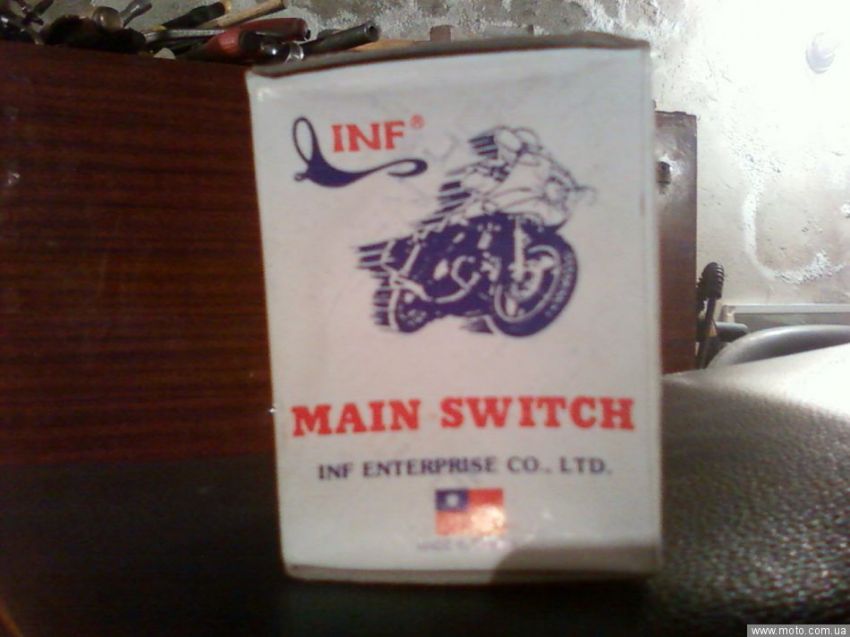 INF®
MAIN SWITCH
INF ENTERPRISE CO., LTD.
www.moto.com.ua